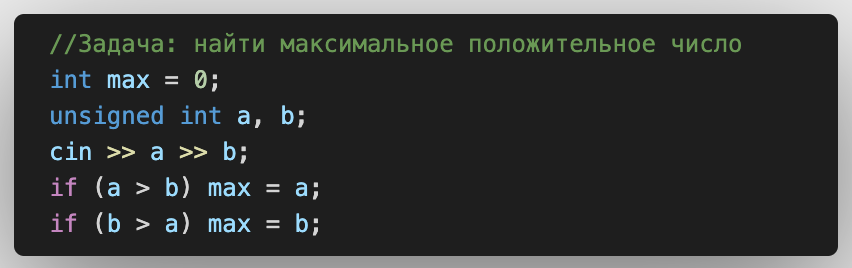 //Задача: найти максимальное положительное число
int max = 0;
unsigned int a, b;
cin >> a >> b;
if (a > b) max = a;
if (b > a) max = b;